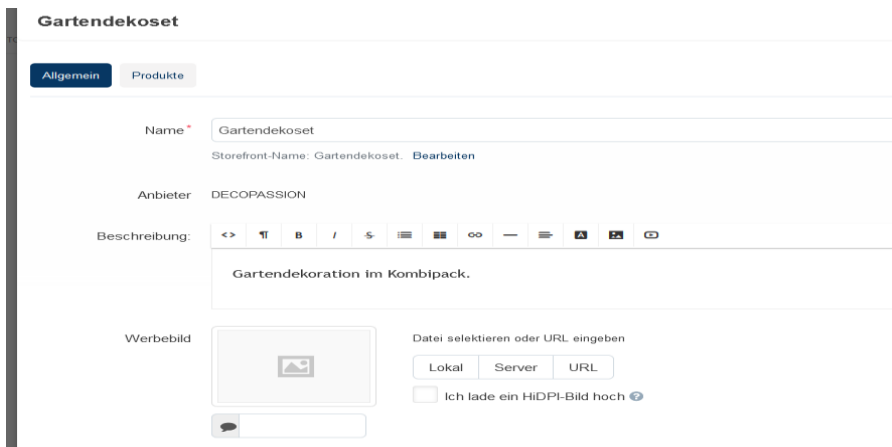 Gartendekoset
Allgemein Produkte
Name* Gartendekoset
Storefront-Name: Gartendekoset. Bearbeiten
Anbieter DECOPASSION
Beschreibung: <> ¶ B I S A
Gartendekoration im Kombipack.
Werbebild Datei selektieren oder URL eingeben
Lokal Server URL
Ich lade ein HiDPI-Bild hoch ?